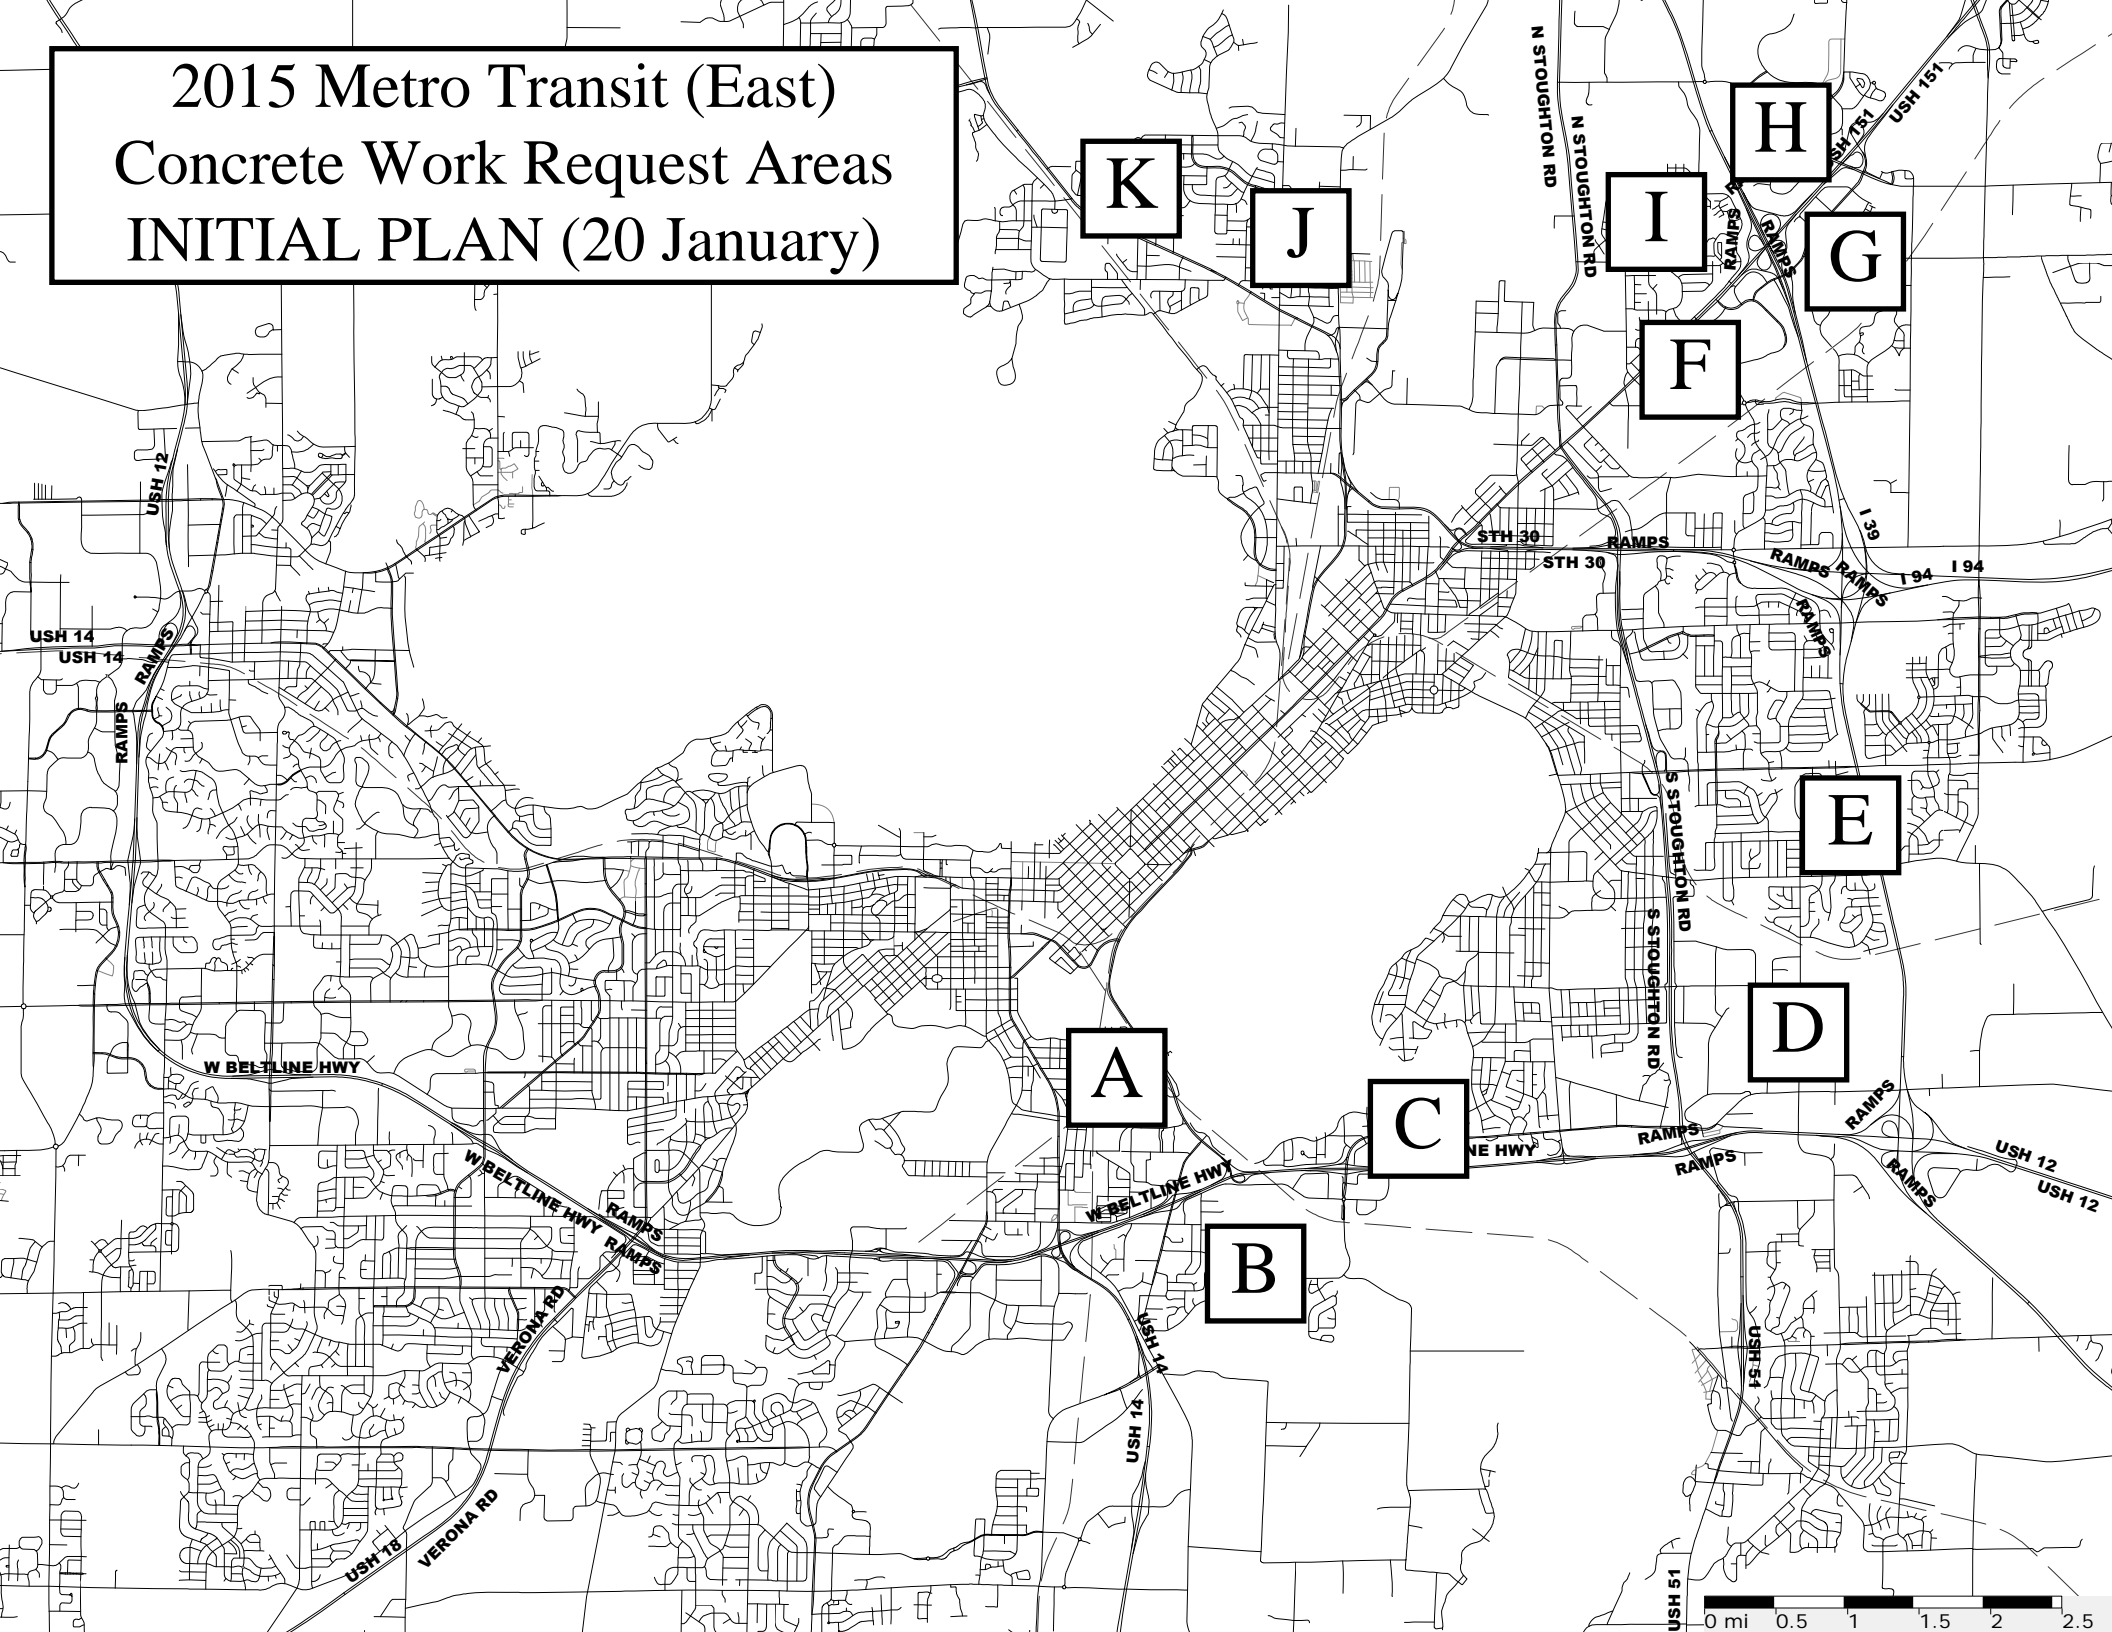 2015 Metro Transit (East)
Concrete Work Request Areas
INITIAL PLAN (20 January)
N STOUGHTON RD
N STOUGHTON RD
USH 151
SH 151
H
K
I
J
G
RAMPS
RAMPS
F
USH 12
I 39
STH 30
RAMPS
STH 30
RAMPS
RAMPS
I 94
I 94
RAMPS
USH 14
USH 14
RAMPS
RAMPS
S STOUGHTON RD
E
S STOUGHTON RD
D
W BELTLINE HWY
A
C
NE HWY
RAMPS
RAMPS
RAMPS
USH 12
USH 12
RAMPS
W BELTLINE HWY
W BELTLINE HWY
RAMPS
RAMPS
B
VERONA RD
USH 14
USH 51
USH 14
VERONA RD
USH 18
USH 51
0 mi 0.5 1 1.5 2 2.5